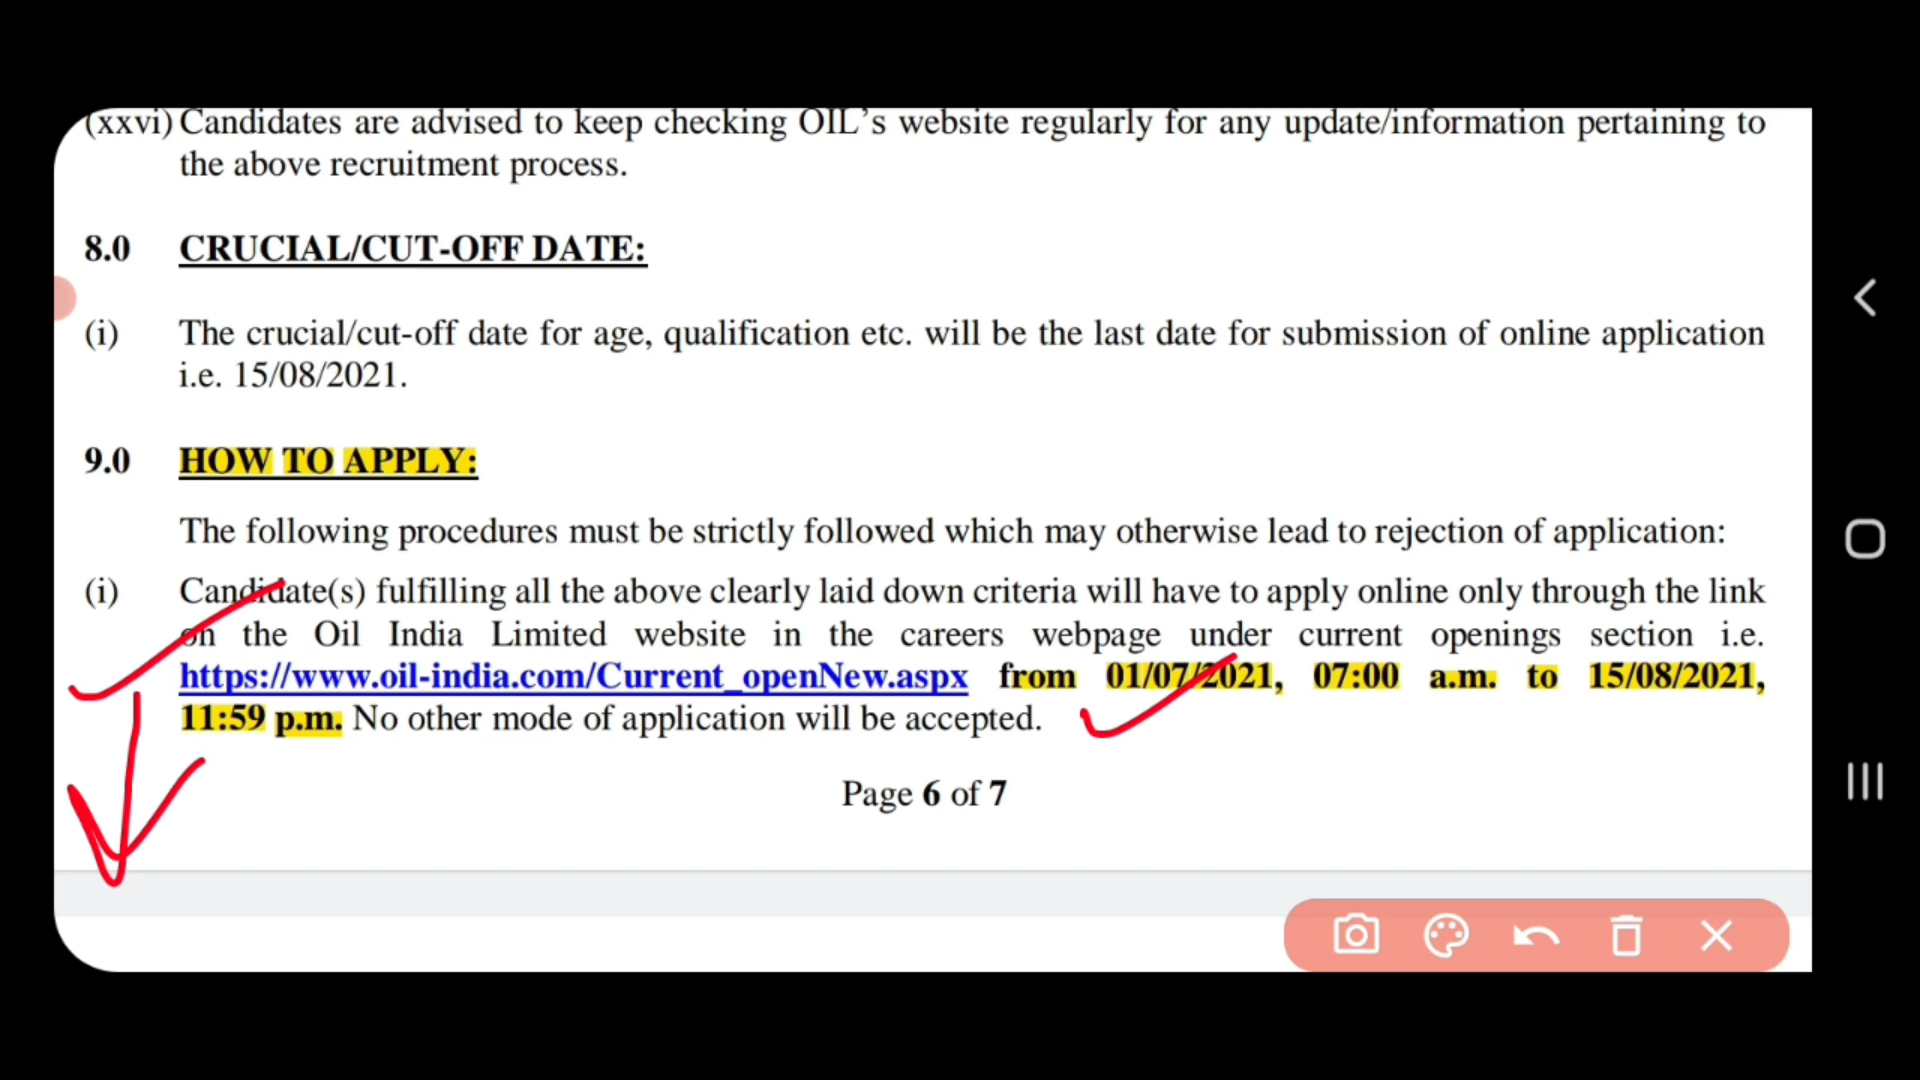 (xxvi) Candidates are advised to keep checking OIL's website regularly for any update/information pertaining to
the above recruitment process.
8.0 CRUCIAL/CUT-OFF DATE:
(i) The crucial/cut-off date for age, qualification etc. will be the last date for submission of online application
i.e. 15/08/2021.
9.0 HOW TO APPLY:
The following procedures must be strictly followed which may otherwise lead to rejection of application:
(i) Candidate(s) fulfilling all the above clearly laid down criteria will have to apply online only through the link
on the Oil India Limited website in the careers webpage under current openings section i.e.
https://www.oil-india.com/Current_openNew.aspx from 01/07/2021, 07:00 a.m. to 15/08/2021,
11:59 p.m. No other mode of application will be accepted.
Page 6 of 7